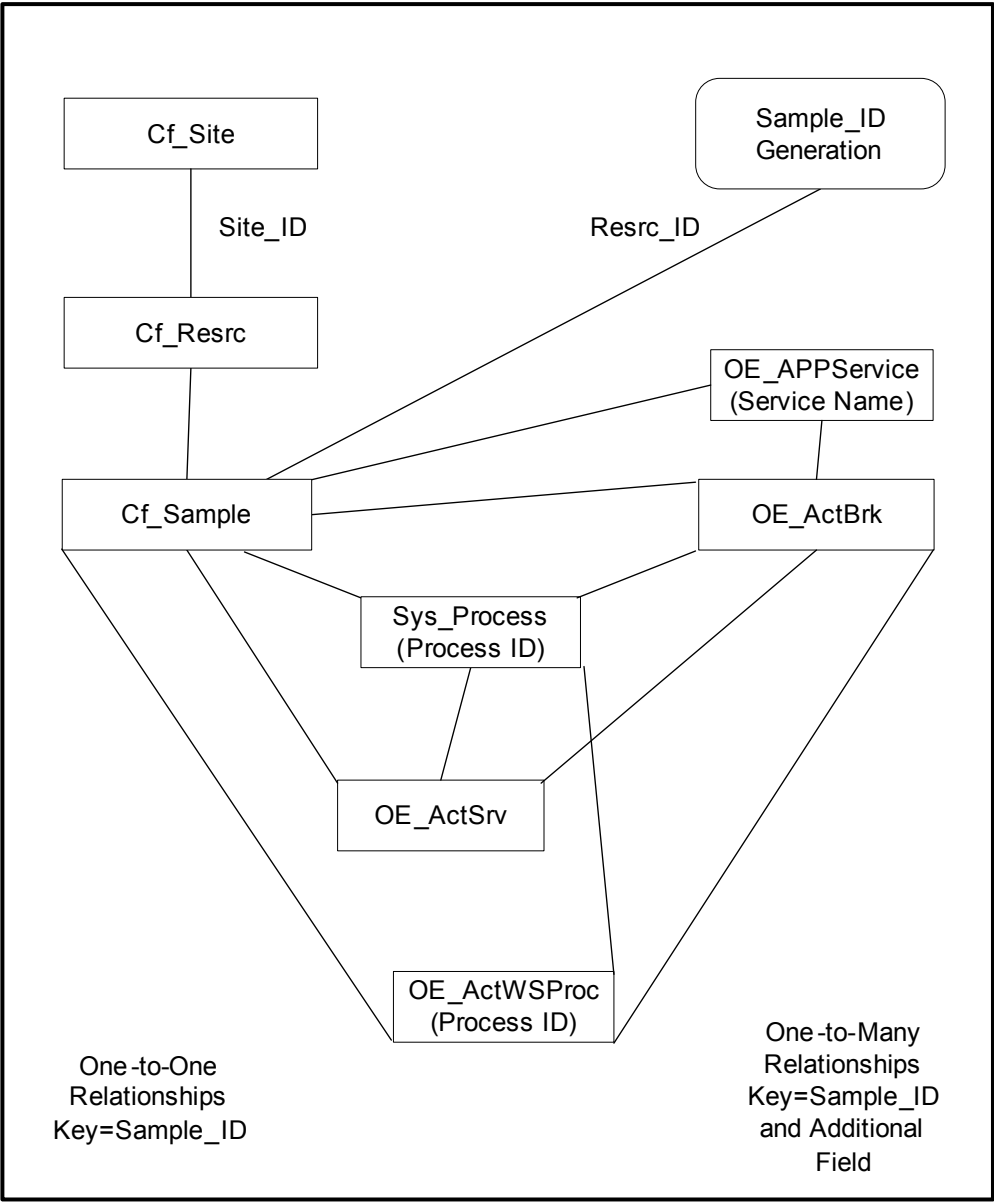 Cf_Site
Sample_ID
Generation
Site_ID
Resrc_ID
Cf_Resrc
OE_APPService
(Service Name)
Cf_Sample
OE_ActBrk
Sys_Process
(Process ID)
OE_ActSrv
OE_ActWSProc
(Process ID)
One-to-One
Relationships
Key=Sample_ID
One-to-Many
Relationships
Key=Sample_ID
and Additional
Field